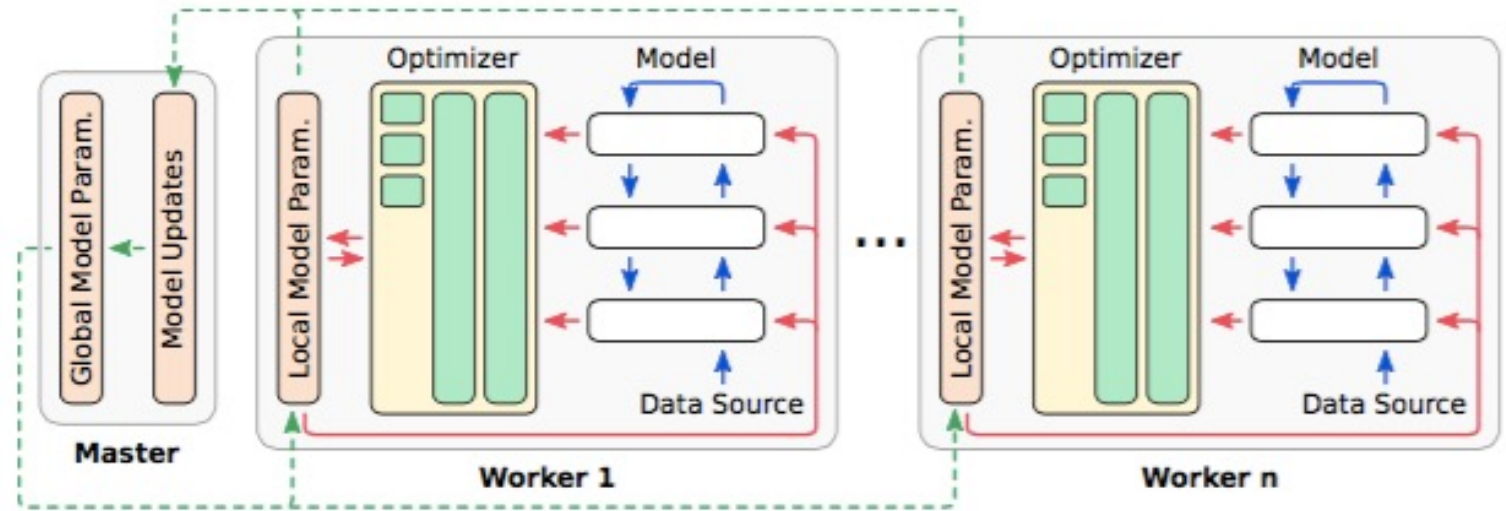 Global Model Param.
Model Updates
Master
Local Model Param.
Optimizer
Model
Data Source
Worker 1
...
Local Model Param.
Optimizer
Model
Data Source
Worker n